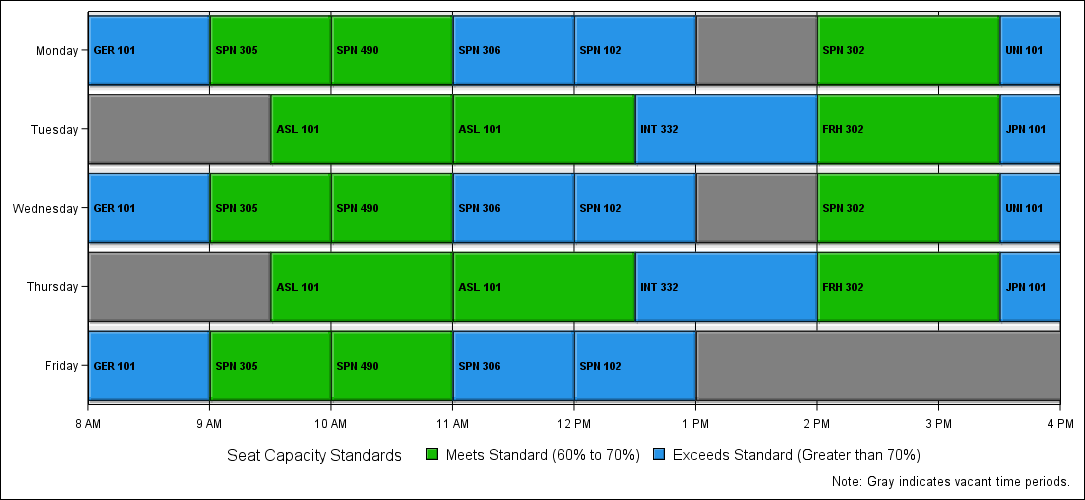 Monday GER 101 SPN 305 SPN 490 SPN 306 SPN 102 SPN 302 UNI 101
Tuesday ASL 101 ASL 101 INT 332 FRH 302 JPN 101
Wednesday GER 101 SPN 305 SPN 490 SPN 306 SPN 102 SPN 302 UNI 101
Thursday ASL 101 ASL 101 INT 332 FRH 302 JPN 101
Friday GER 101 SPN 305 SPN 490 SPN 306 SPN 102
8 AM 9 AM 10 AM 11 AM 12 PM 1 PM 2 PM 3 PM 4 PM
Seat Capacity Standards Meets Standard (60% to 70%) Exceeds Standard (Greater than 70%)
Note: Gray indicates vacant time periods.